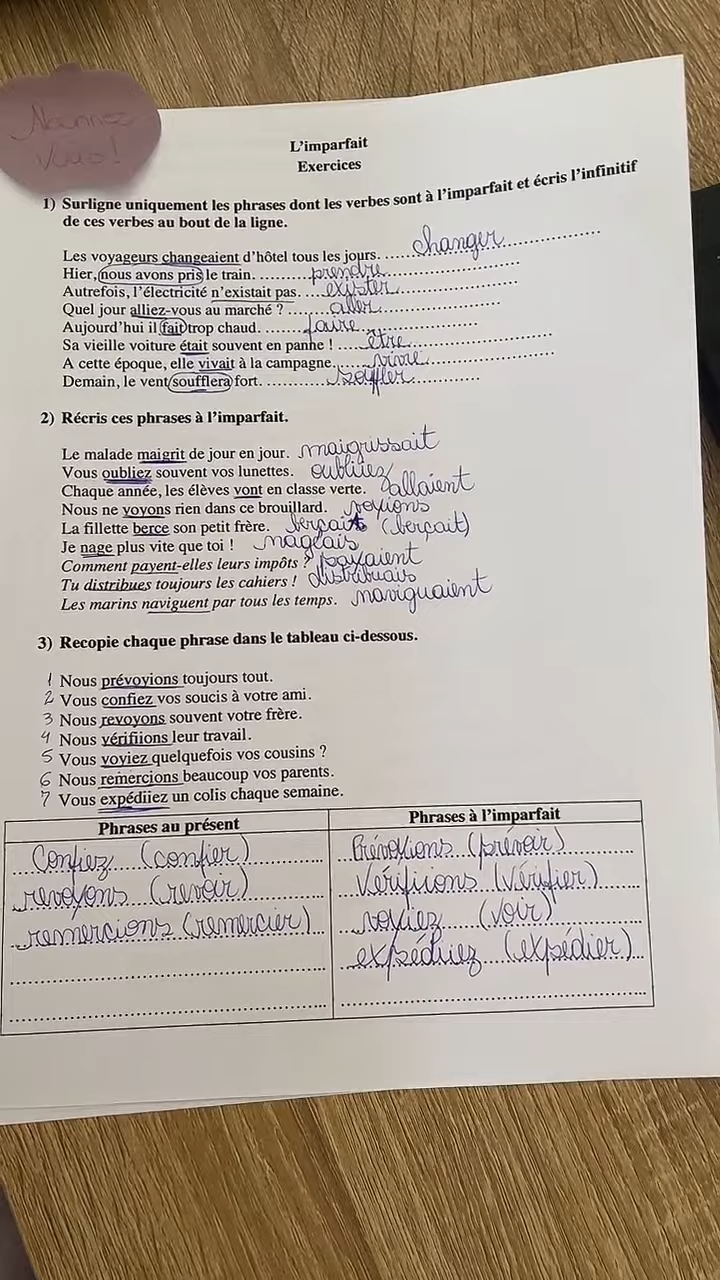 Abonnez
Vous!
L'imparfait
Exercices
1) Surligne uniquement les phrases dont les verbes sont à l'imparfait et écris l'infinitif
de ces verbes au bout de la ligne.
Les voyageurs changeaient d'hôtel tous les jours. changer
Hier, nous avons pris le train. prendre
Autrefois, l'électricité n'existait pas. exister
Quel jour alliez-vous au marché ? aller
Aujourd'hui il fait trop chaud. faire
Sa vieille voiture était souvent en panne ! être
A cette époque, elle vivait à la campagne. vivre
Demain, le vent soufflera fort. souffler
2) Récris ces phrases à l'imparfait.
Le malade maigrit de jour en jour. maigrissait
Vous oubliez souvent vos lunettes. oubliiez
Chaque année, les élèves vont en classe verte. allaient
Nous ne voyons rien dans ce brouillard. voyions
La fillette berce son petit frère. berçait (berçait)
Je nage plus vite que toi ! nageais
Comment payent-elles leurs impôts ? payaient
Tu distribues toujours les cahiers ! distribuais
Les marins naviguent par tous les temps. naviguaient
3) Recopie chaque phrase dans le tableau ci-dessous.
1 Nous prévoyions toujours tout.
2 Vous confiez vos soucis à votre ami.
3 Nous revoyons souvent votre frère.
4 Nous vérifiions leur travail.
5 Vous voyiez quelquefois vos cousins ?
6 Nous remercions beaucoup vos parents.
7 Vous expédiiez un colis chaque semaine.
Phrases au présent Phrases à l'imparfait
Confiez (confier) Prévoyions (prévoir)
revoyons (revoir) Vérifiions (Vérifier)
remercions (remercier) voyiez (voir)
expédiiez (expédier)